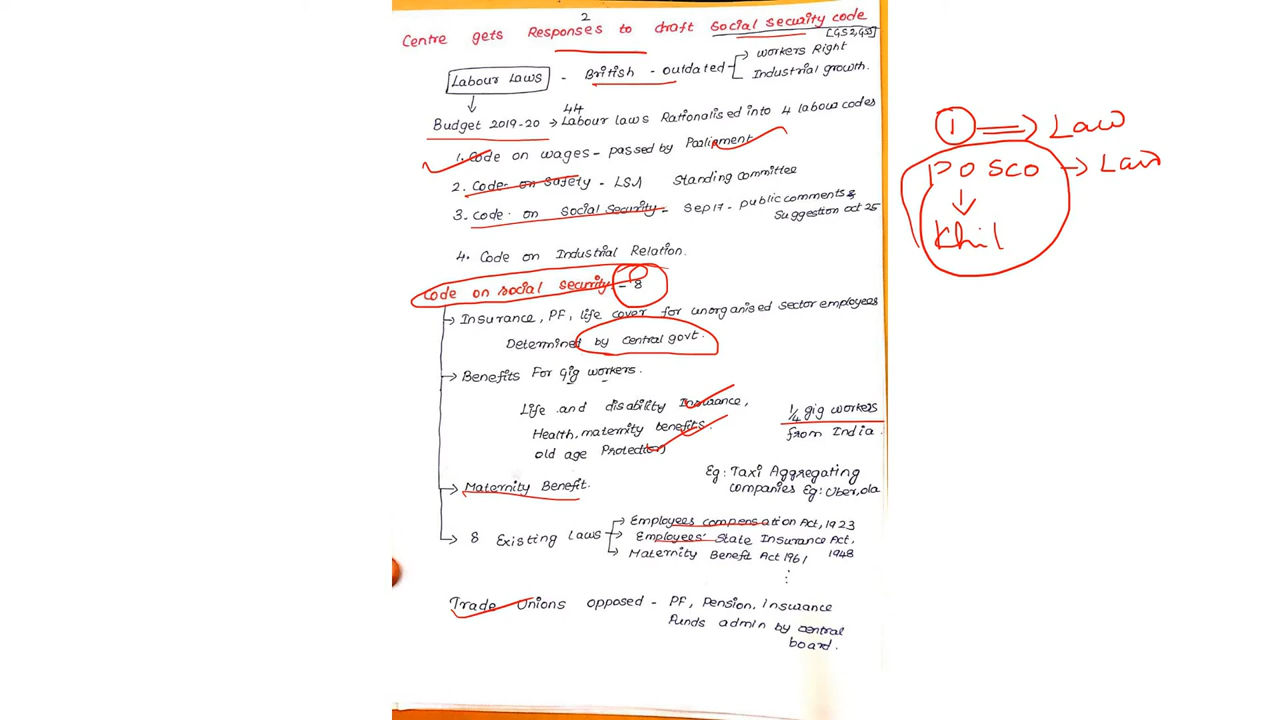 2
Centre gets Responses to draft Social security code
[GS2, GS3]
Labour Laws - British - outdated - workers Right
Industrial growth.
44
Budget 2019-20 → Labour laws Rationalised into 4 labour codes
1. Code on wages - passed by Parliament
2. Code on Safety - LS Standing committee
3. Code on Social Security - Sep 17 - public comments &
Suggestion oct 25
4. Code on Industrial Relation.
Code on social security - 8
→ Insurance, PF, life cover for unorganised sector employees
Determined by central govt.
→ Benefits For gig workers.
Life and disability Insurance,
Health, maternity benefits.
old age Protection
1/4 gig workers
from India.
→ Maternity Benefit.
Eg: Taxi Aggregating
companies Eg: Uber, ola
→ 8 Existing Laws → Employees compensation Act, 1923
→ Employees' State Insurance Act, 1948
→ Maternity Benefit Act 1961
⋮
Trade Unions opposed - PF, Pension, insurance
Funds admin by central
board.
1 ⇒ Law
POSCO → Law
↓
Khil